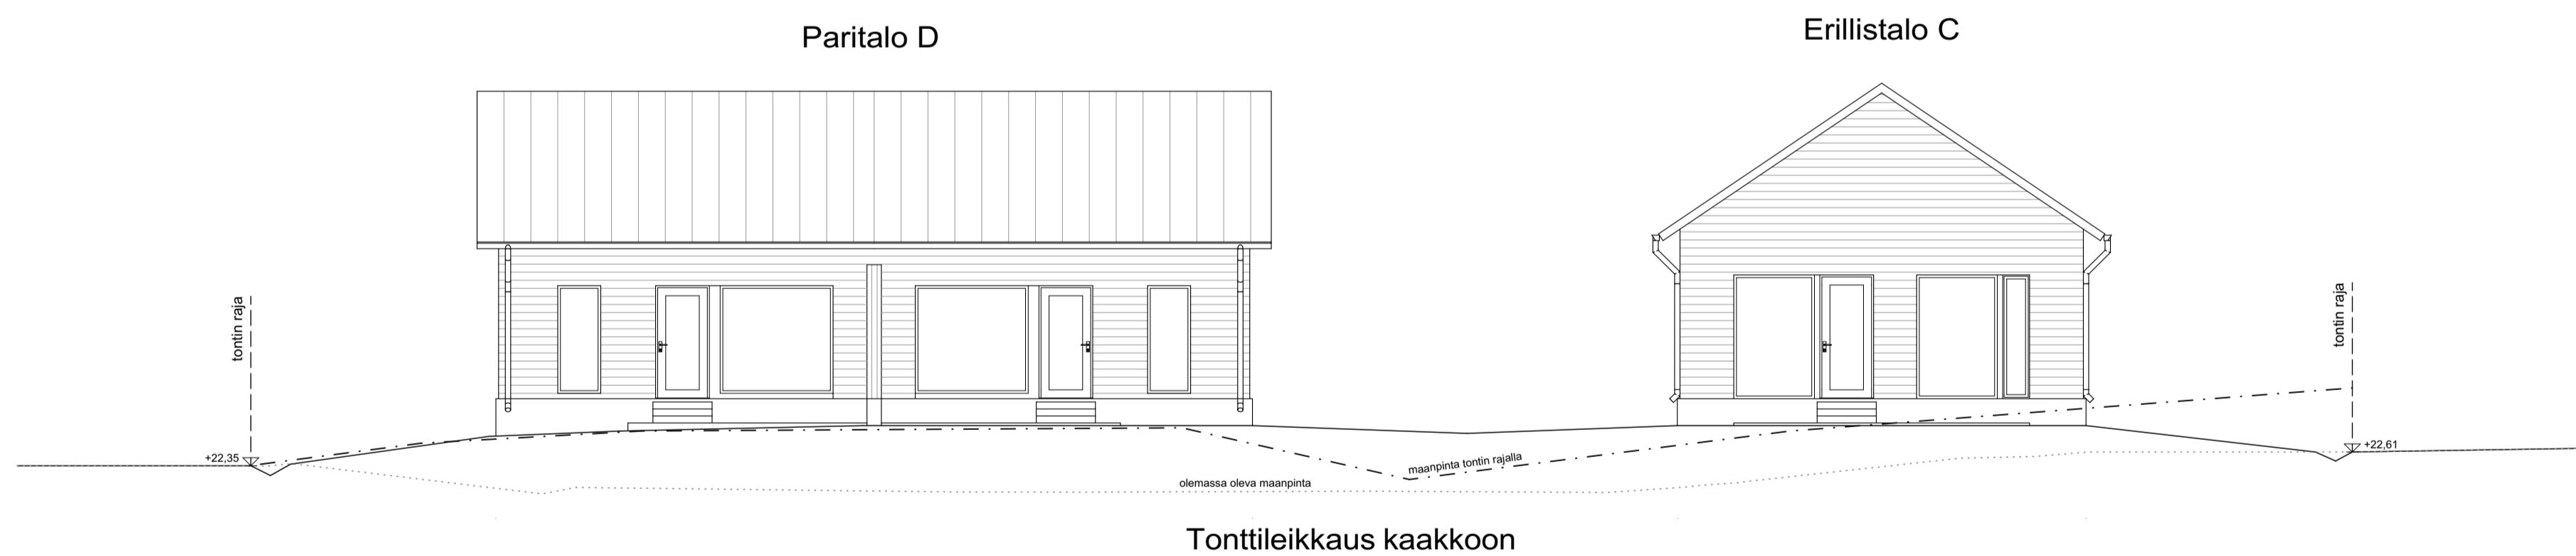 Paritalo D
Erillistalo C
tontin raja
tontin raja
+22,35
+22,61
maanpinta tontin rajalla
olemassa oleva maanpinta
Tonttileikkaus kaakkoon